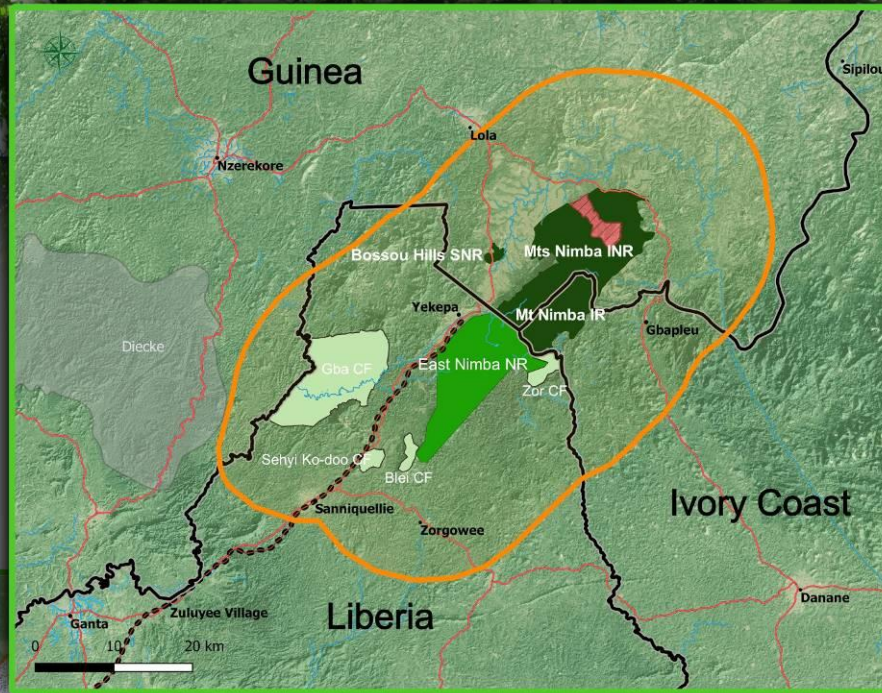 Guinea
Sipilou
Lola
Nzerekore
Bossou Hills SNR
Mts Nimba INR
Yekepa
Mt Nimba IR
Gbapleu
Diecke
Gba CF
East Nimba NR
Zor CF
Sehyi Ko-doo CF
Blei CF
Sanniquellie
Ivory Coast
Zorgowee
Danane
Zuluyee Village
Liberia
Ganta
0 10 20 km